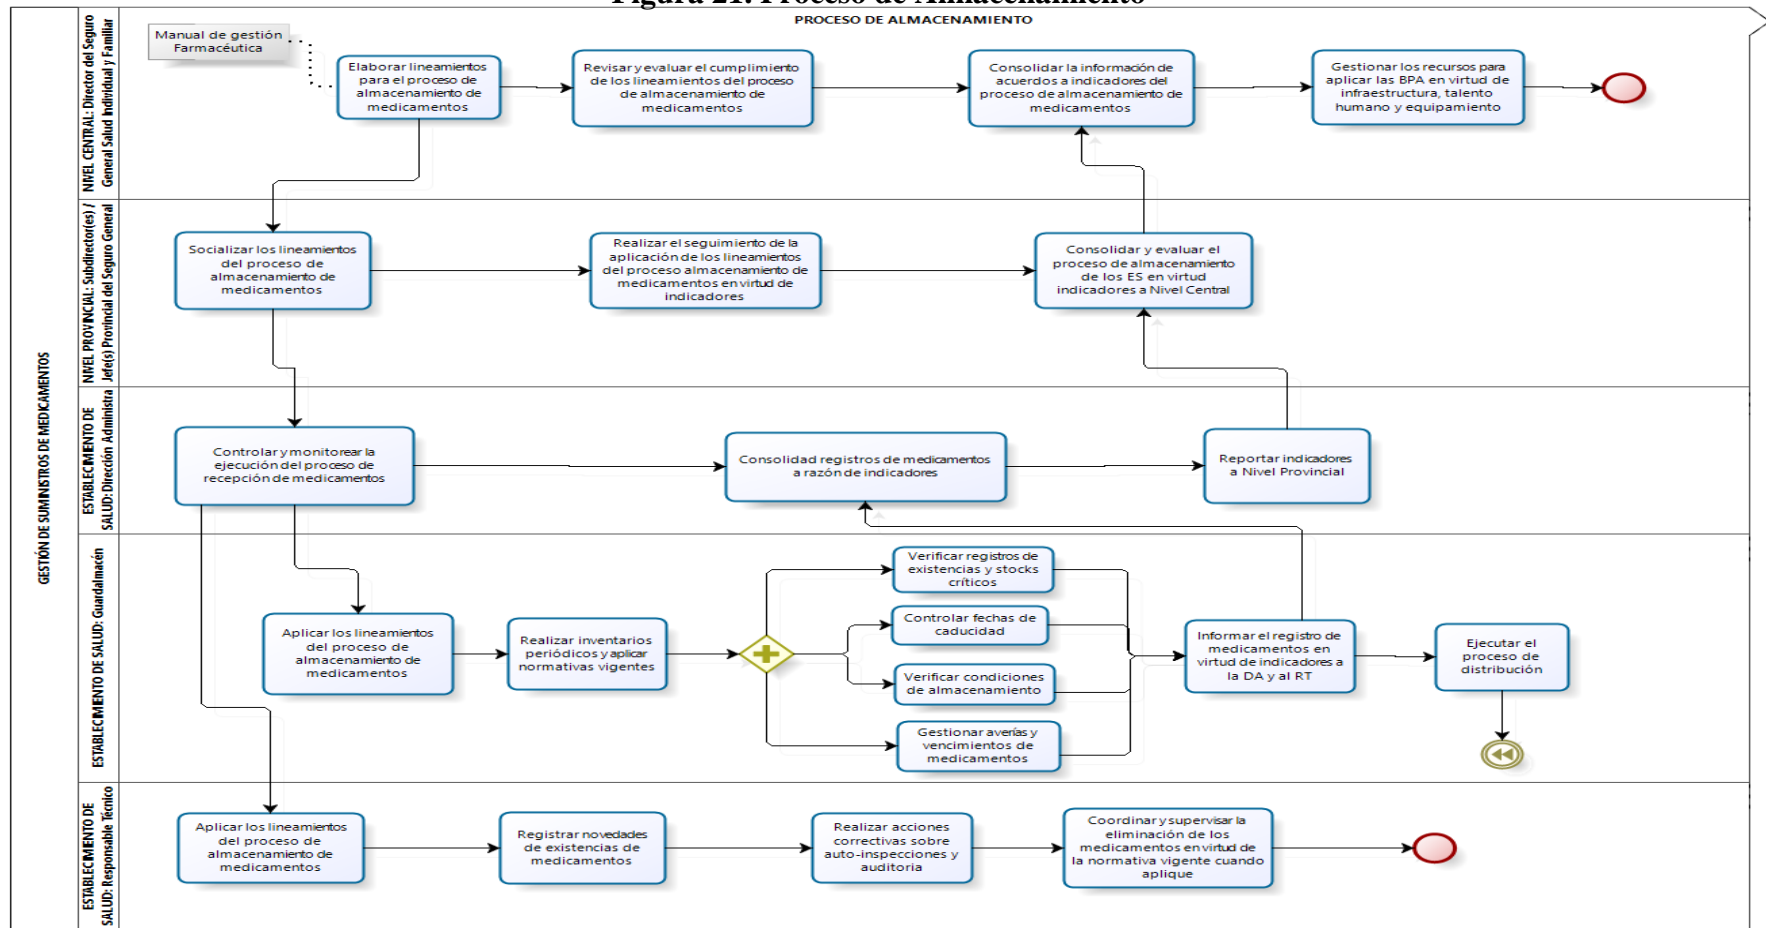 Figura 21. Proceso de Almacenamiento
PROCESO DE ALMACENAMIENTO
GESTIÓN DE SUMINISTROS DE MEDICAMENTOS
NIVEL CENTRAL: Director del Seguro
General Salud Individual y Familiar
Manual de gestión
Farmacéutica
Elaborar lineamientos
para el proceso de
almacenamiento de
medicamentos
Revisar y evaluar el cumplimiento
de los lineamientos del proceso
de almacenamiento de
medicamentos
Consolidar la información de
acuerdos a indicadores del
proceso de almacenamiento de
medicamentos
Gestionar los recursos para
aplicar las BPA en virtud de
infraestructura, talento
humano y equipamiento
NIVEL PROVINCIAL: Subdirector(es) /
Jefe(s) Provincial del Seguro General
Socializar los lineamientos
del proceso de
almacenamiento de
medicamentos
Realizar el seguimiento de la
aplicación de los lineamientos
del proceso almacenamiento de
medicamentos en virtud de
indicadores
Consolidar y evaluar el
proceso de almacenamiento
de los ES en virtud
indicadores a Nivel Central
ESTABLECIMIENTO DE
SALUD: Dirección Administra
Controlar y monitorear la
ejecución del proceso de
recepción de medicamentos
Consolidad registros de medicamentos
a razón de indicadores
Reportar indicadores
a Nivel Provincial
ESTABLECIMIENTO DE SALUD: Guardalmacén
Aplicar los lineamientos
del proceso de
almacenamiento de
medicamentos
Realizar inventarios
periódicos y aplicar
normativas vigentes
Verificar registros de
existencias y stocks
críticos
Controlar fechas de
caducidad
Verificar condiciones
de almacenamiento
Gestionar averías y
vencimientos de
medicamentos
Informar el registro de
medicamentos en
virtud de indicadores a
la DA y al RT
Ejecutar el
proceso de
distribución
ESTABLECIMIENTO DE
SALUD: Responsable Técnico
Aplicar los lineamientos
del proceso de
almacenamiento de
medicamentos
Registrar novedades
de existencias de
medicamentos
Realizar acciones
correctivas sobre
auto-inspecciones y
auditoria
Coordinar y supervisar la
eliminación de los
medicamentos en virtud de
la normativa vigente cuando
aplique